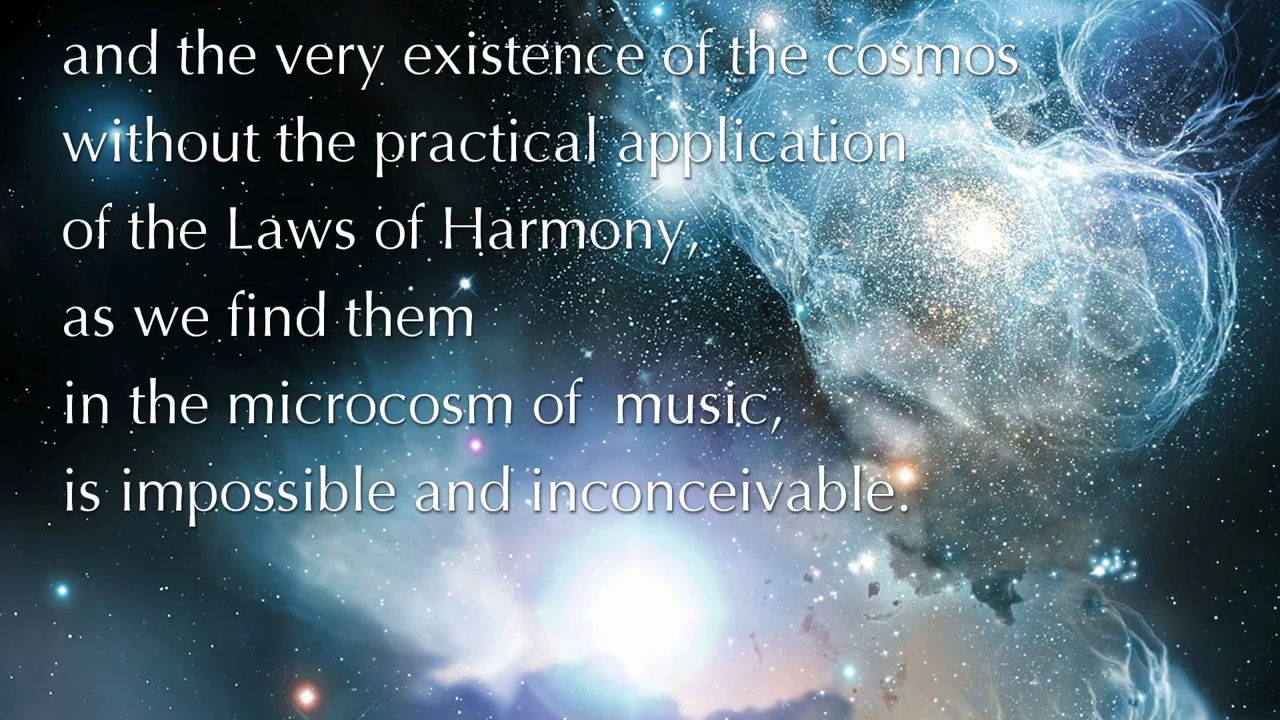 and the very existence of the cosmos
without the practical application
of the Laws of Harmony,
as we find them
in the microcosm of  music,
is impossible and inconceivable.